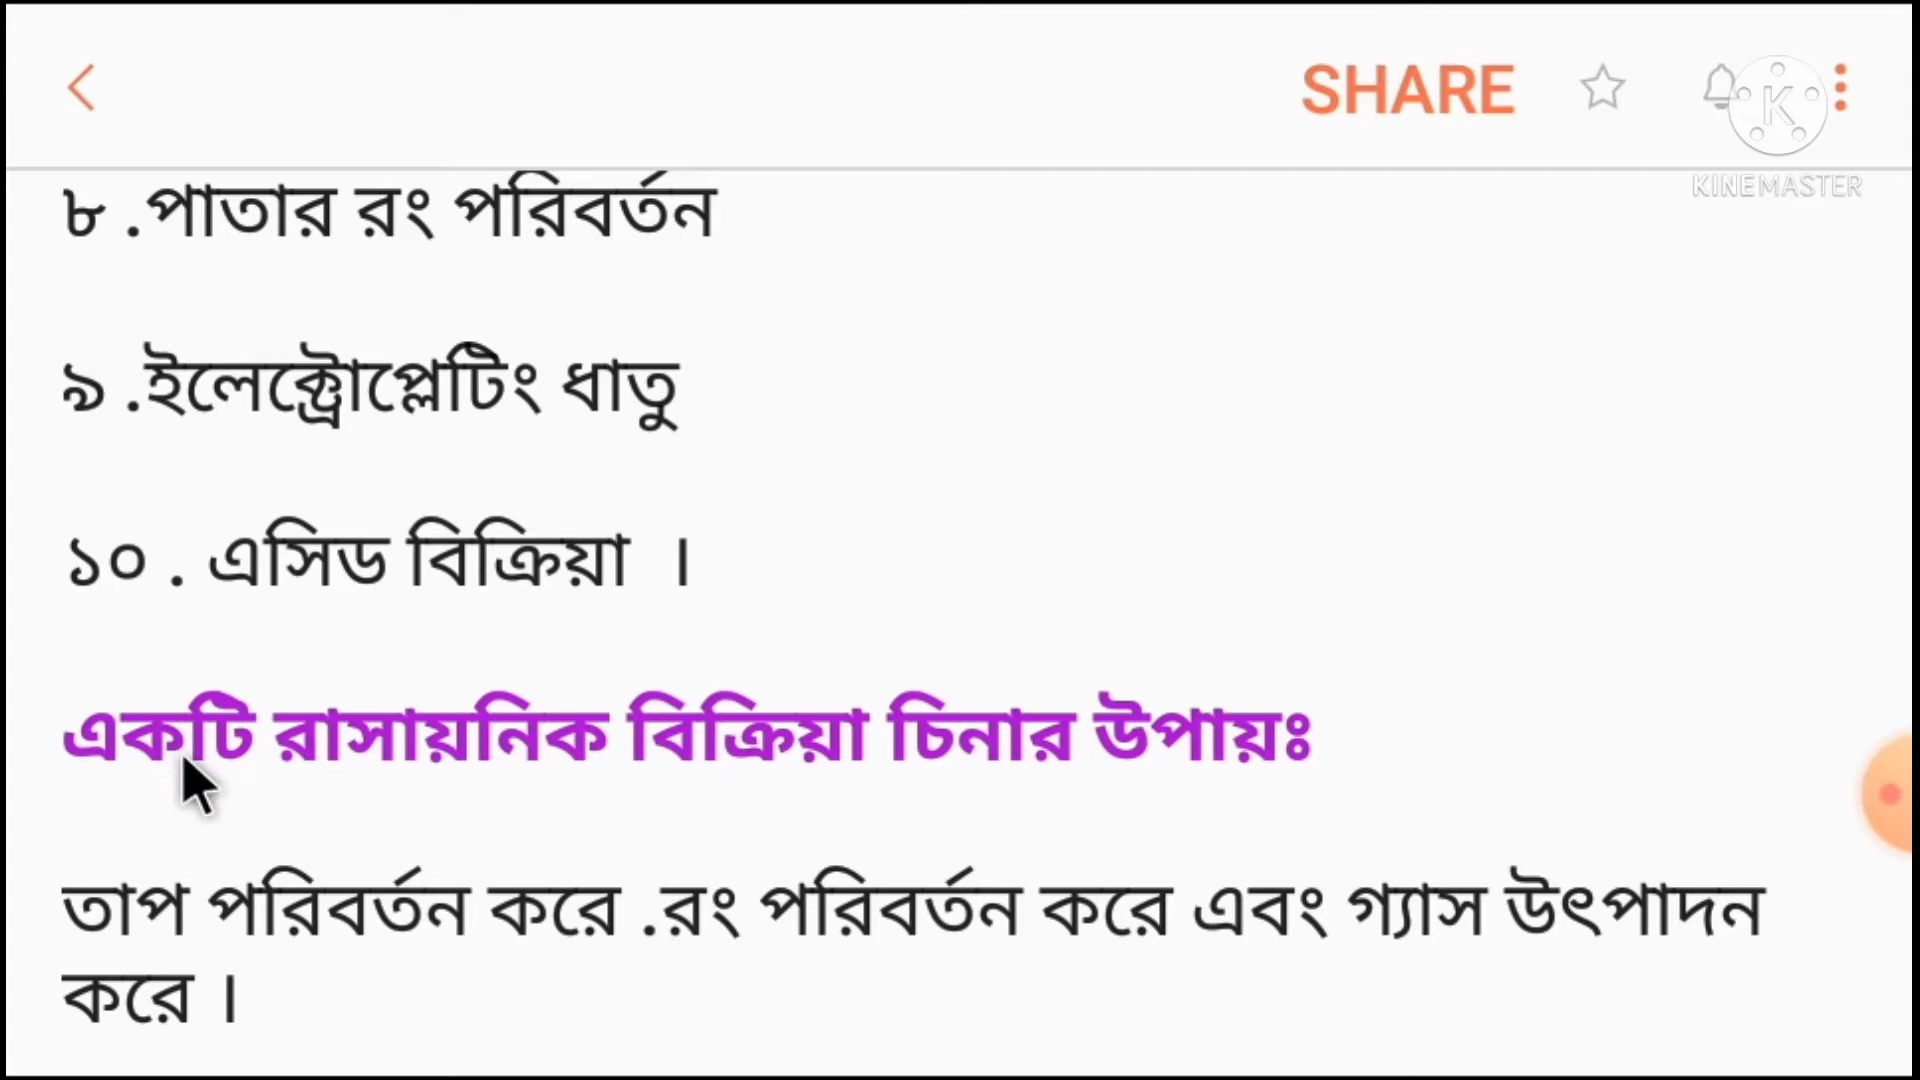 SHARE
K
KINEMASTER
৮ .পাতার রং পরিবর্তন
৯ .ইলেক্ট্রোপ্লেটিং ধাতু
১০ . এসিড বিক্রিয়া ।
একটি রাসায়নিক বিক্রিয়া চিনার উপায়ঃ
তাপ পরিবর্তন করে .রং পরিবর্তন করে এবং গ্যাস উৎপাদন
করে ।